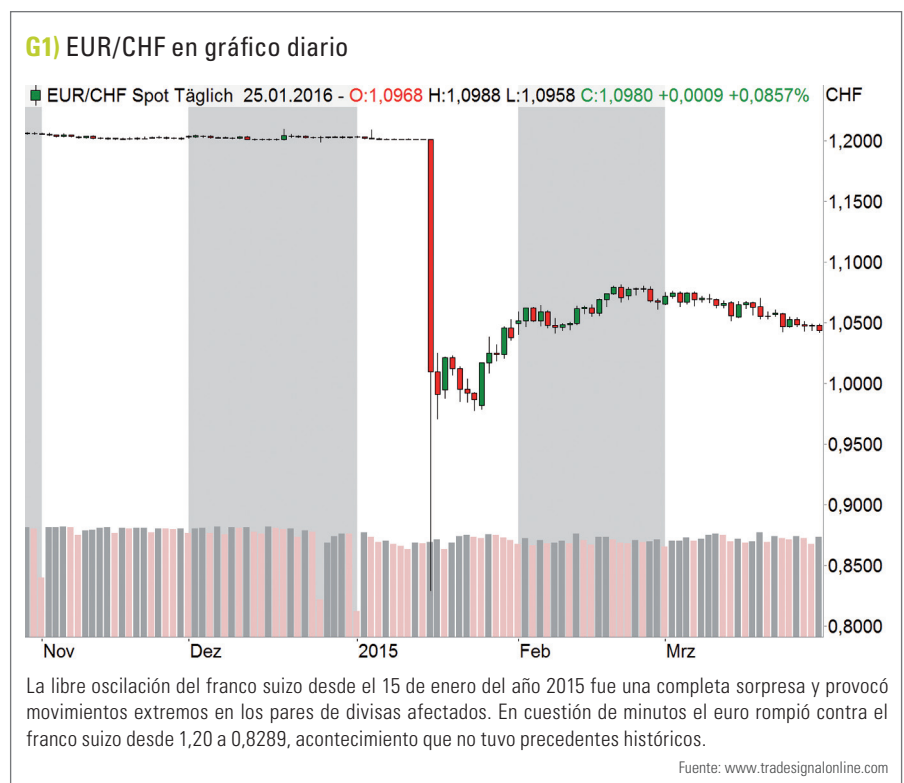 G1) EUR/CHF en gráfico diario
EUR/CHF Spot Täglich 25.01.2016 - O:1,0968 H:1,0988 L:1,0958 C:1,0980 +0,0009 +0,0857% CHF
1,2000
1,1500
1,1000
1,0500
1,0000
0,9500
0,9000
0,8500
0,8000
Nov Dez 2015 Feb Mrz
La libre oscilación del franco suizo desde el 15 de enero del año 2015 fue una completa sorpresa y provocó
movimientos extremos en los pares de divisas afectados. En cuestión de minutos el euro rompió contra el
franco suizo desde 1,20 a 0,8289, acontecimiento que no tuvo precedentes históricos.
Fuente: www.tradesignalonline.com